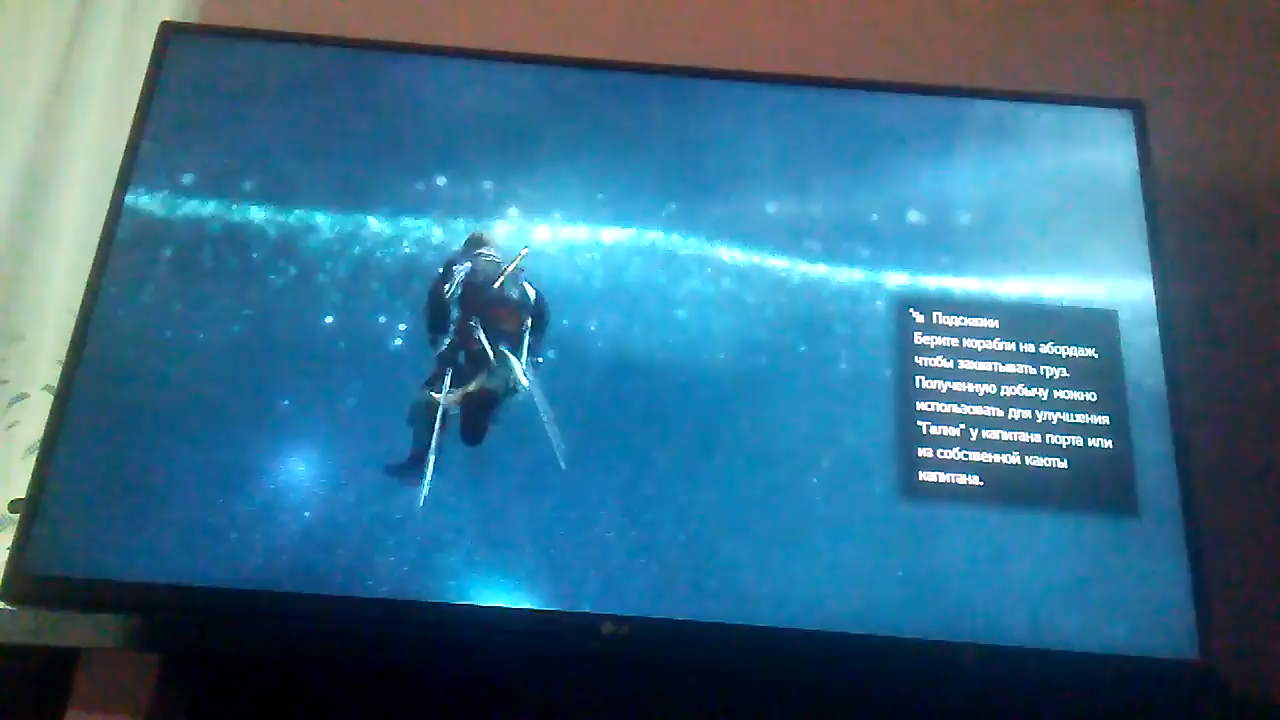 Подсказки
Берите корабли на абордаж,
чтобы захватывать груз.
Полученную добычу можно
использовать для улучшения
"Галки" у капитана порта или
из собственной каюты
капитана.
LG